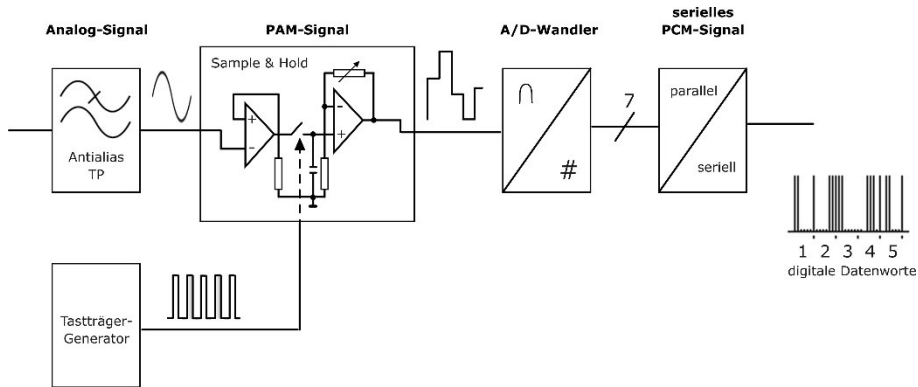 Analog-Signal
PAM-Signal
A/D-Wandler
serielles
PCM-Signal
Sample & Hold
Antialias
TP
+
-
-
+
∩
#
7
parallel
seriell
1 2 3 4 5
digitale Datenworte
Tastträger-
Generator